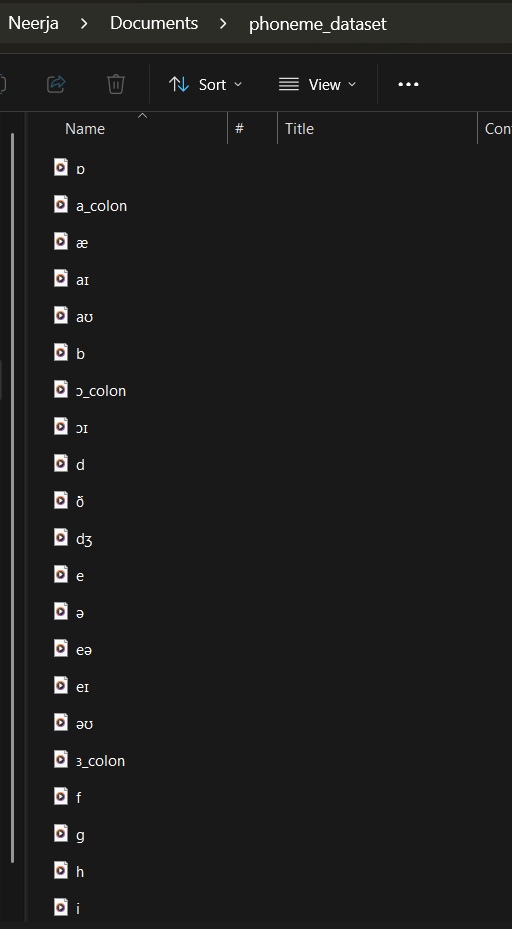 Neerja > Documents > phoneme_dataset
Sort View
Name # Title Con
ɒ
a_colon
æ
aɪ
aʊ
b
ɔ_colon
ɔɪ
d
ð
dʒ
e
ə
eə
eɪ
əʊ
ɜ_colon
f
g
h
i